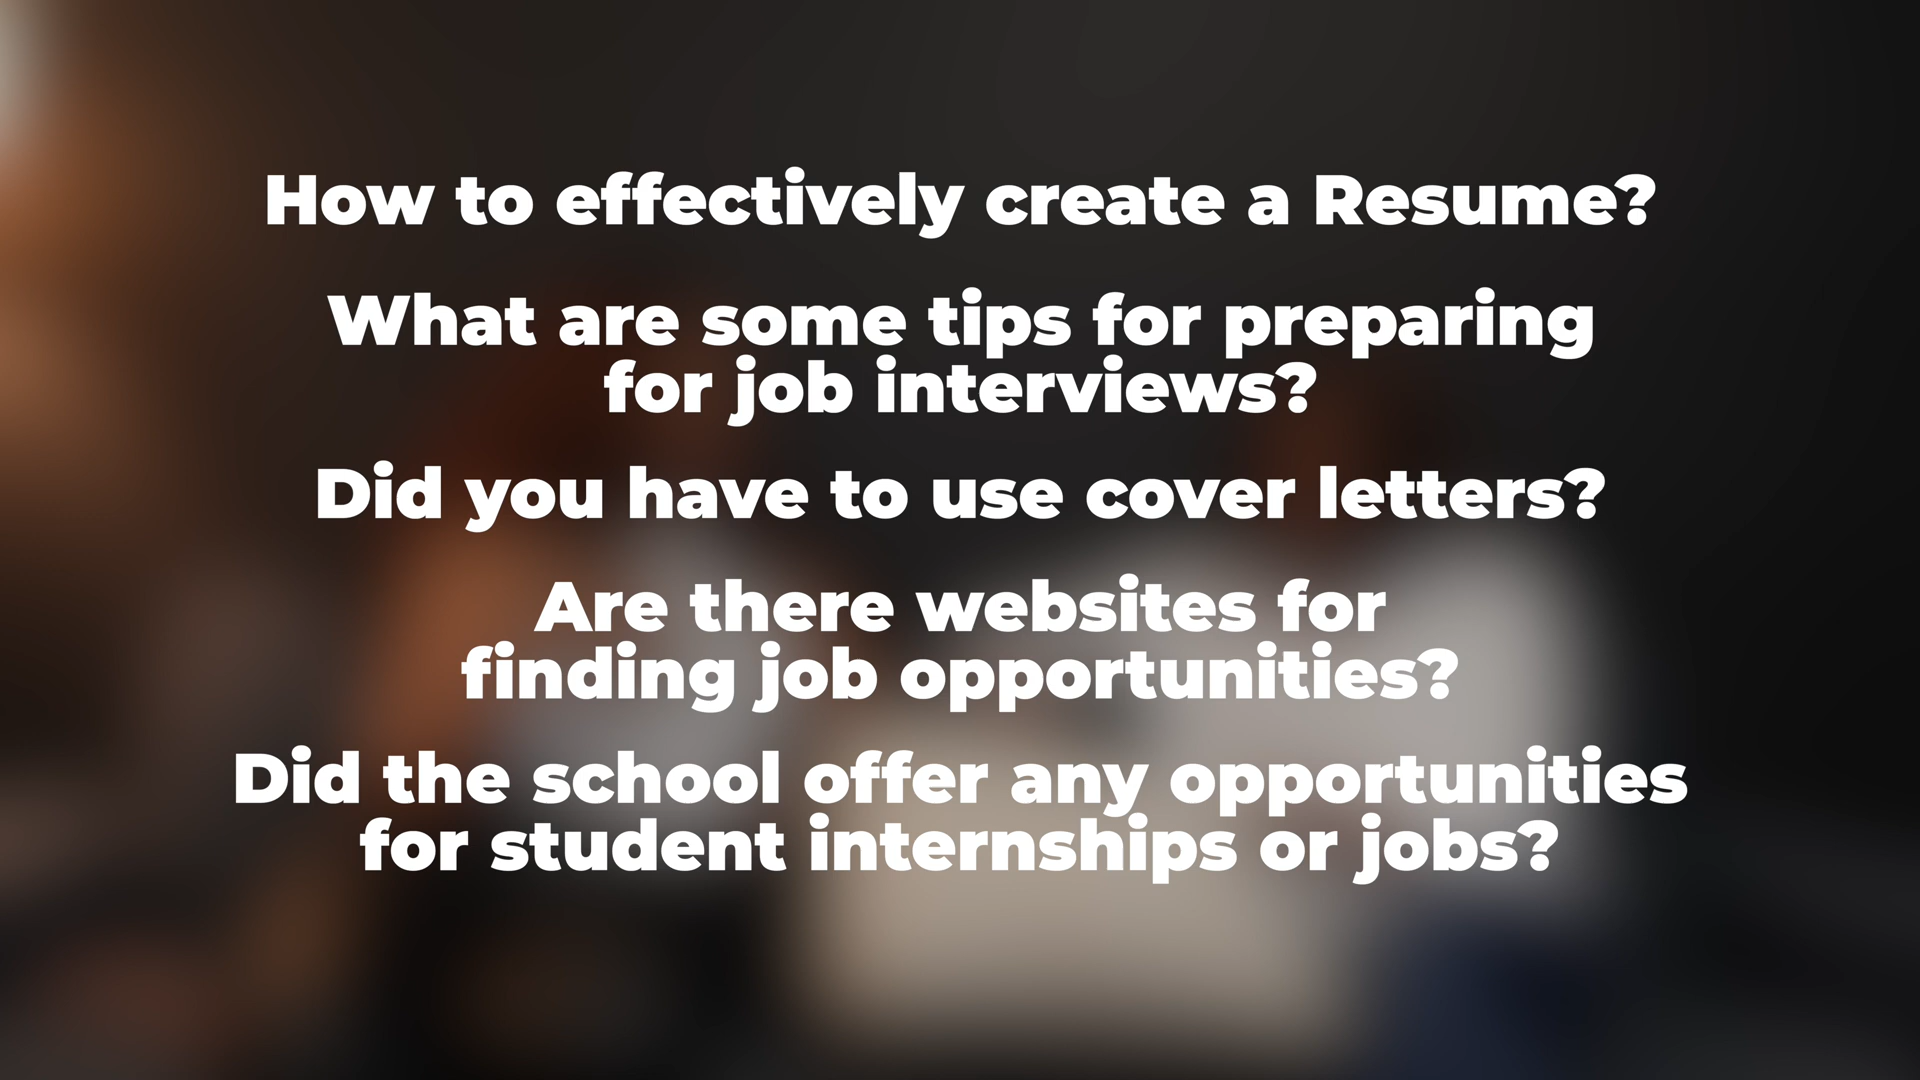 How to effectively create a Resume?
What are some tips for preparing
for job interviews?
Did you have to use cover letters?
Are there websites for
finding job opportunities?
Did the school offer any opportunities
for student internships or jobs?